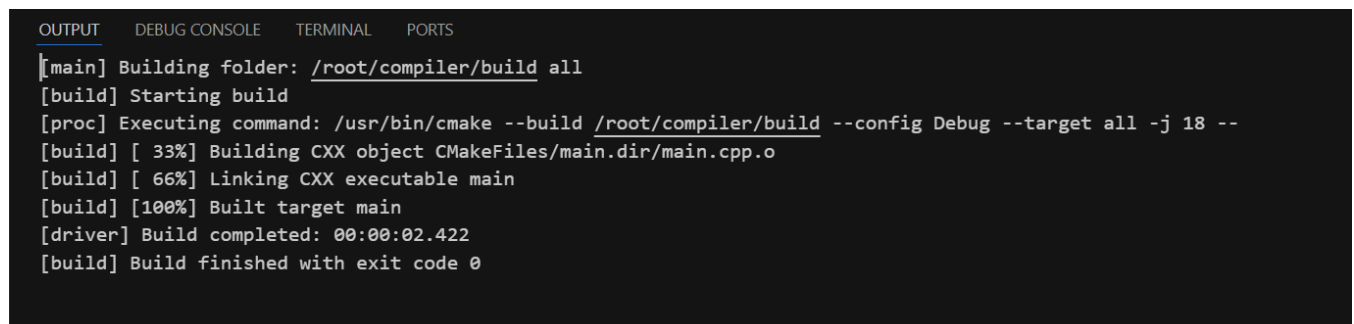 OUTPUT DEBUG CONSOLE TERMINAL PORTS
[main] Building folder: /root/compiler/build all
[build] Starting build
[proc] Executing command: /usr/bin/cmake --build /root/compiler/build --config Debug --target all -j 18 --
[build] [ 33%] Building CXX object CMakeFiles/main.dir/main.cpp.o
[build] [ 66%] Linking CXX executable main
[build] [100%] Built target main
[driver] Build completed: 00:00:02.422
[build] Build finished with exit code 0